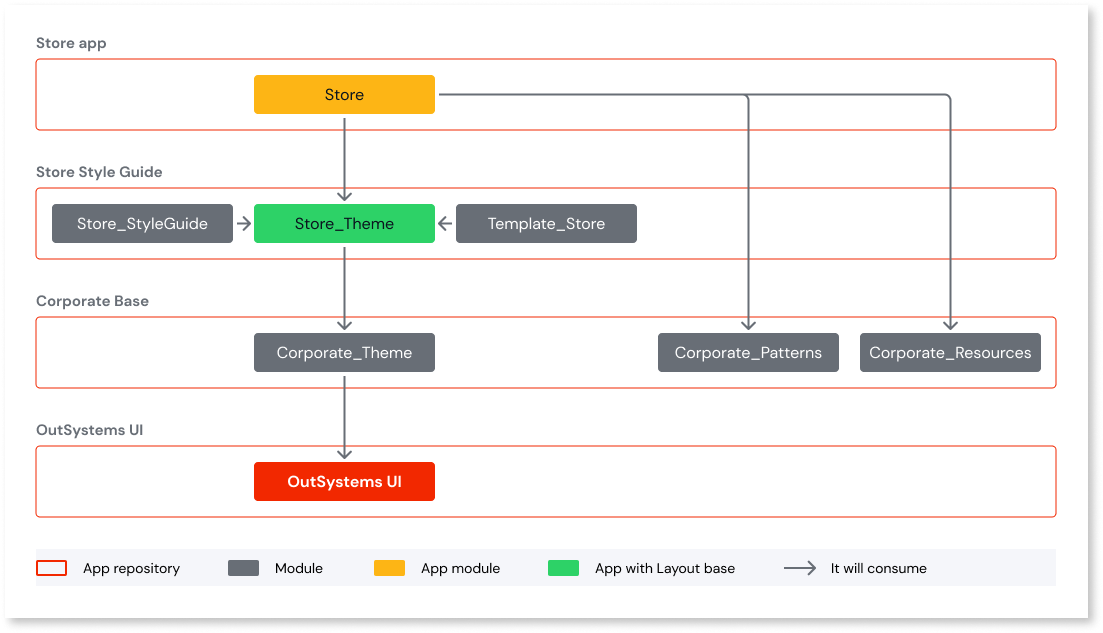 Store app
Store
Store Style Guide
Store_StyleGuide
Store_Theme
Template_Store
Corporate Base
Corporate_Theme
Corporate_Patterns
Corporate_Resources
OutSystems UI
OutSystems UI
App repository
Module
App module
App with Layout base
It will consume